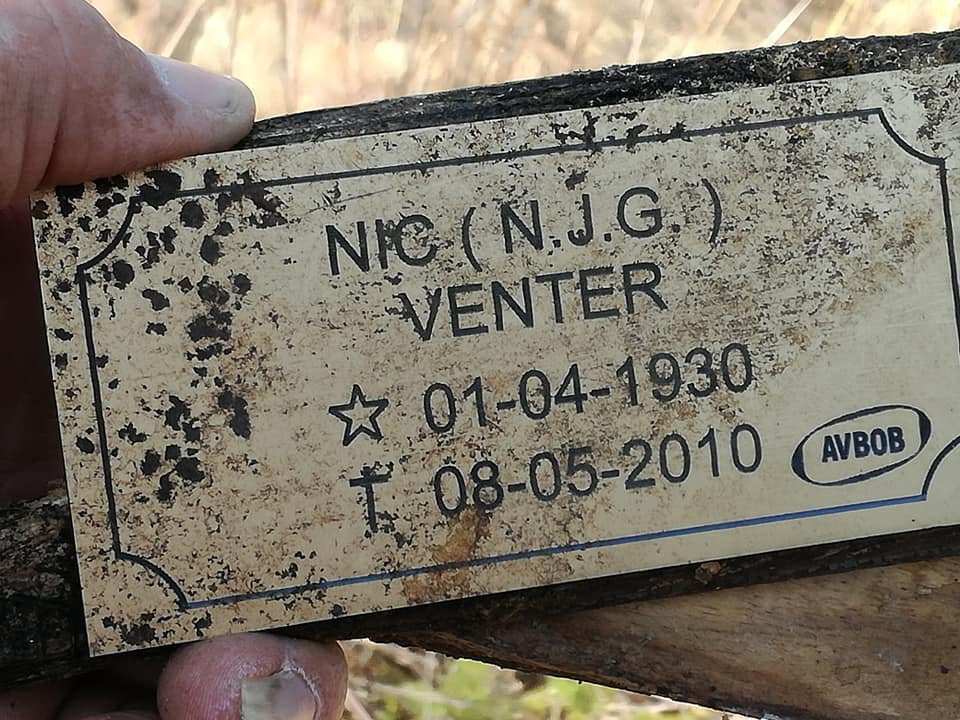 NIC ( N.J.G. )
VENTER
☆ 01-04-1930
† 08-05-2010
AVBOB